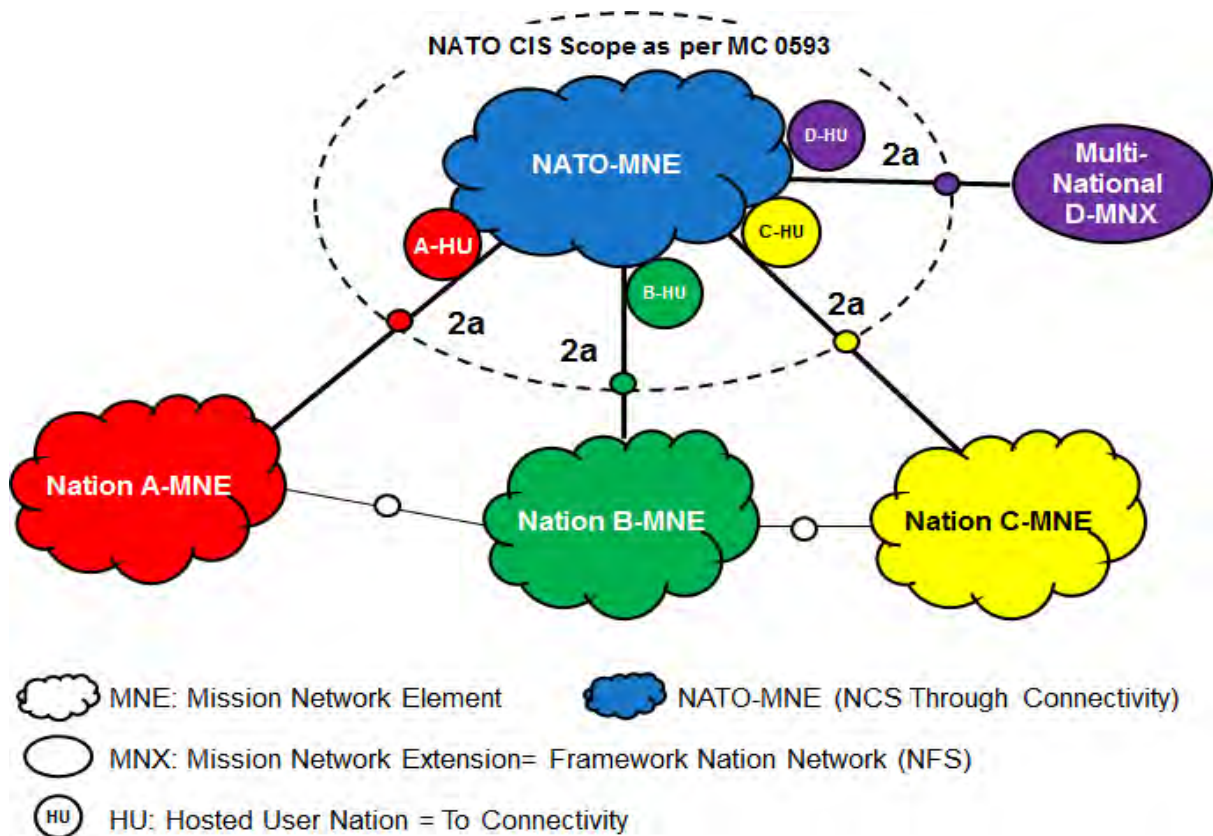 NATO CIS Scope as per MC 0593
D-HU
2a
Multi-
National
D-MNX
NATO-MNE
A-HU
C-HU
B-HU
2a
2a
2a
Nation A-MNE
Nation B-MNE
Nation C-MNE
MNE: Mission Network Element
NATO-MNE (NCS Through Connectivity)
MNX: Mission Network Extension= Framework Nation Network (NFS)
HU
HU: Hosted User Nation = To Connectivity